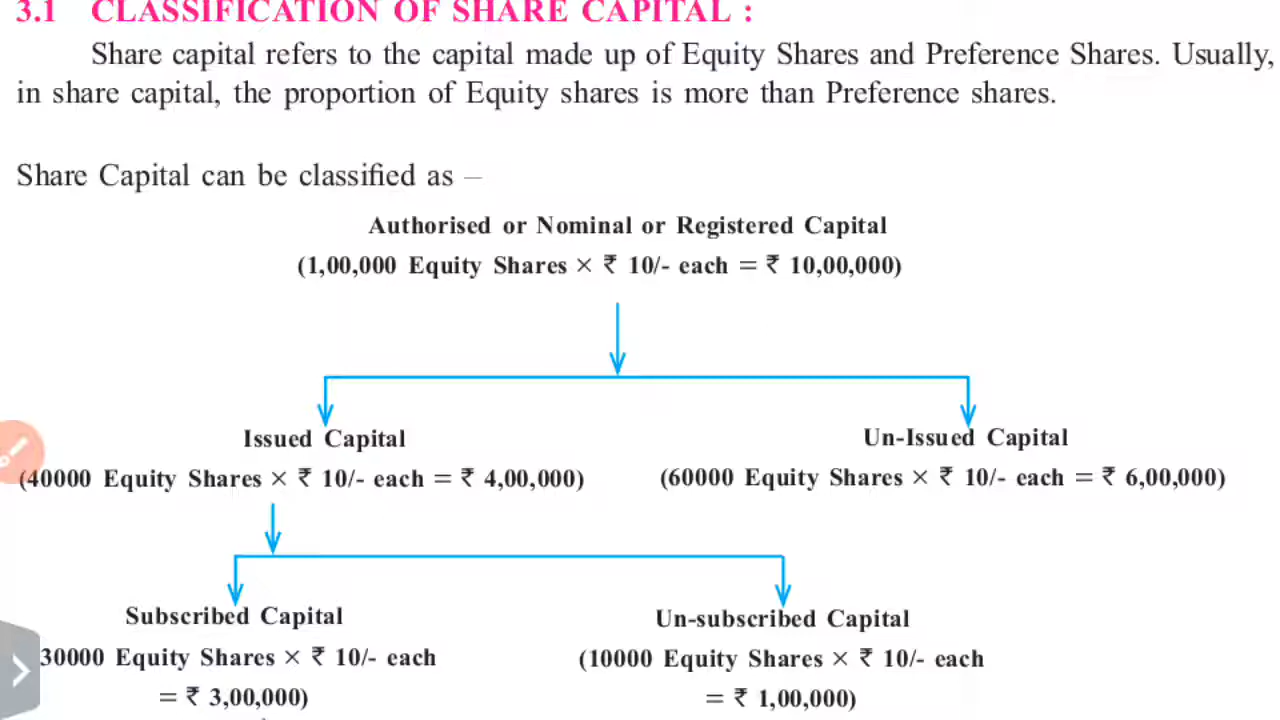 3.1 CLASSIFICATION OF SHARE CAPITAL :
Share capital refers to the capital made up of Equity Shares and Preference Shares. Usually,
in share capital, the proportion of Equity shares is more than Preference shares.
Share Capital can be classified as –
Authorised or Nominal or Registered Capital
(1,00,000 Equity Shares × ₹ 10/- each = ₹ 10,00,000)
Issued Capital
(40000 Equity Shares × ₹ 10/- each = ₹ 4,00,000)
Un-Issued Capital
(60000 Equity Shares × ₹ 10/- each = ₹ 6,00,000)
Subscribed Capital
30000 Equity Shares × ₹ 10/- each
= ₹ 3,00,000)
Un-subscribed Capital
(10000 Equity Shares × ₹ 10/- each
= ₹ 1,00,000)